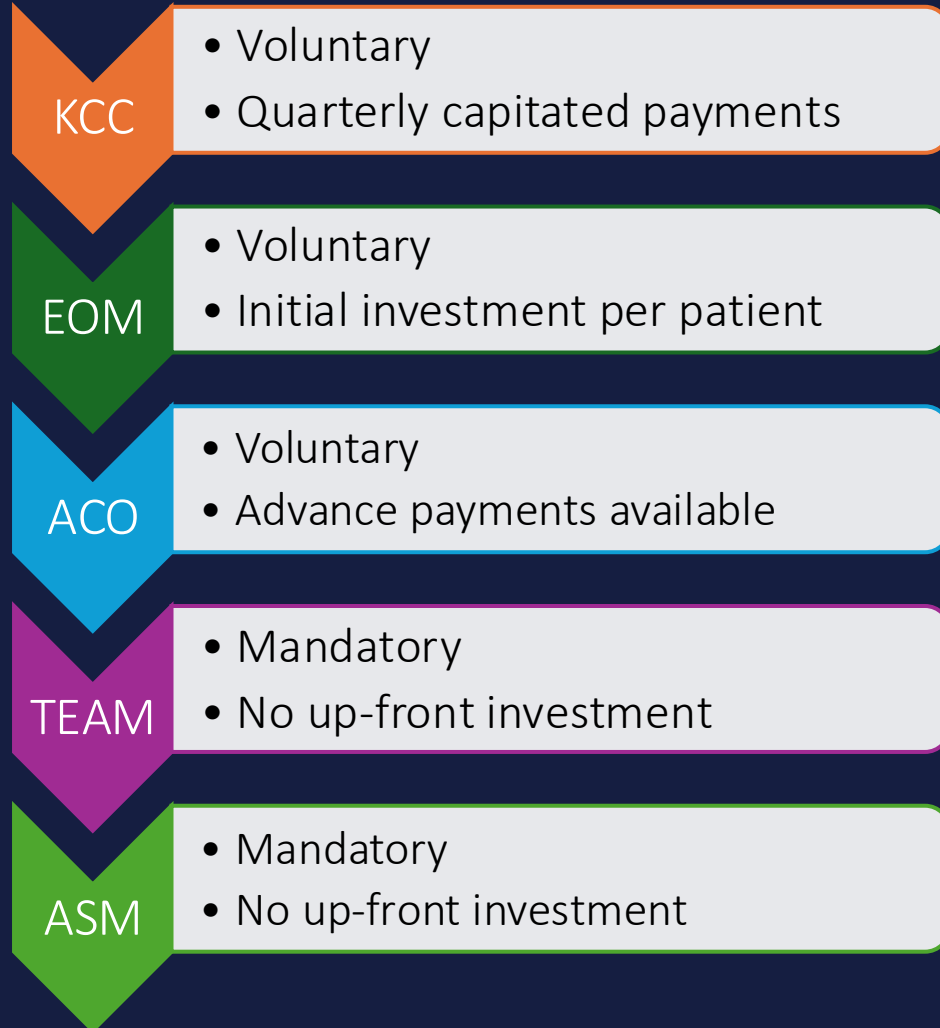 KCC
• Voluntary
• Quarterly capitated payments
EOM
• Voluntary
• Initial investment per patient
ACO
• Voluntary
• Advance payments available
TEAM
• Mandatory
• No up-front investment
ASM
• Mandatory
• No up-front investment